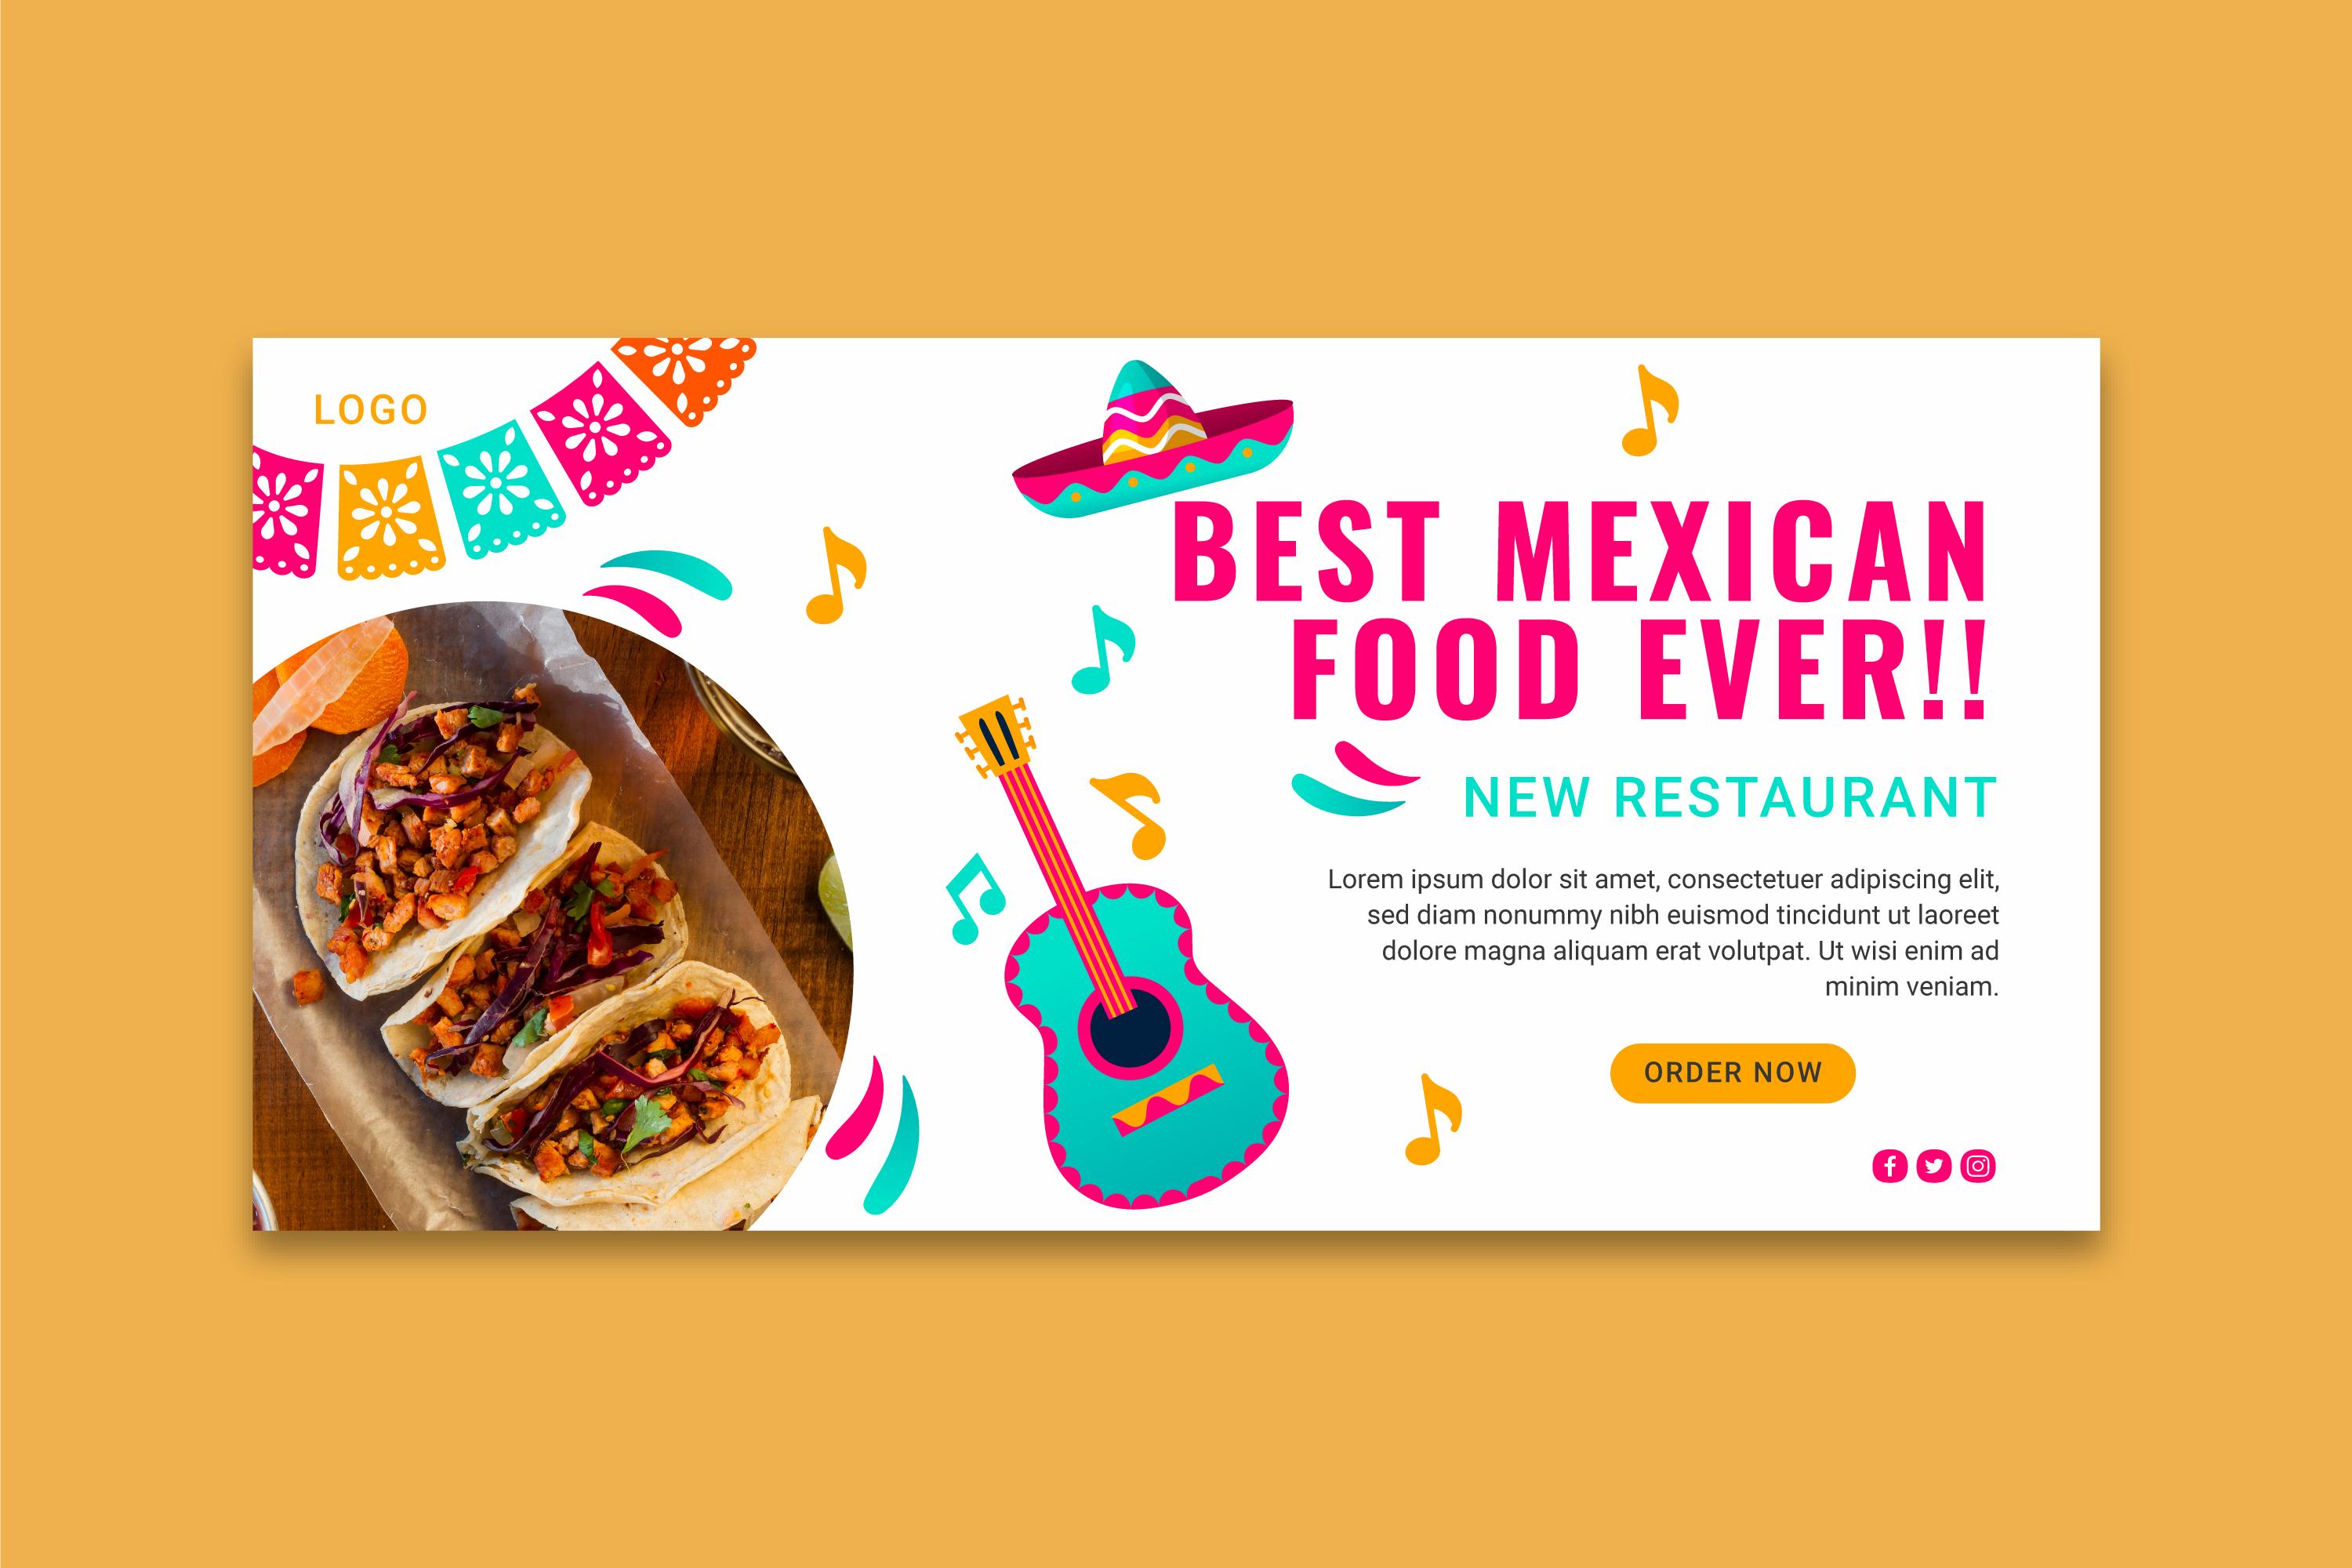 LOGO
BEST MEXICAN
FOOD EVER!!
NEW RESTAURANT
Lorem ipsum dolor sit amet, consectetuer adipiscing elit,
sed diam nonummy nibh euismod tincidunt ut laoreet
dolore magna aliquam erat volutpat. Ut wisi enim ad
minim veniam.
ORDER NOW